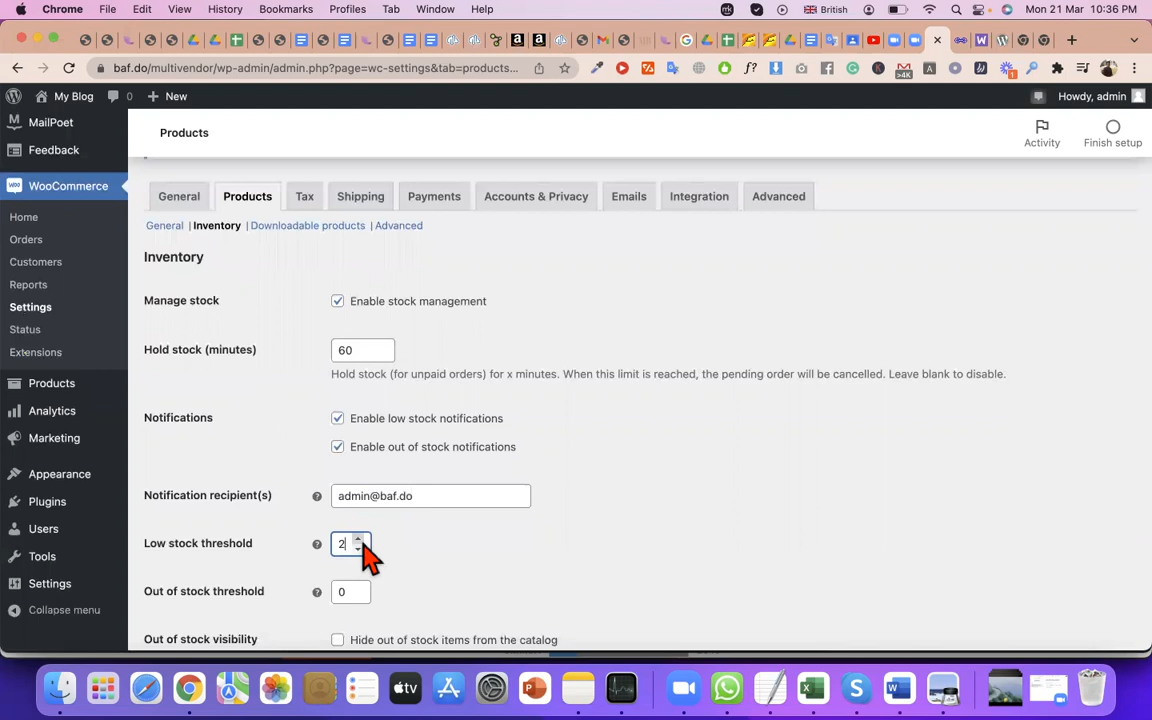 Chrome File Edit View History Bookmarks Profiles Tab Window Help British Mon 21 Mar 10:36 PM
baf.do/multivendor/wp-admin/admin.php?page=wc-settings&tab=products...
My Blog 0 New Howdy, admin
MailPoet
Feedback
WooCommerce
Home
Orders
Customers
Reports
Settings
Status
Extensions
Products
Analytics
Marketing
Appearance
Plugins
Users
Tools
Settings
Collapse menu
Products
Activity
Finish setup
General Products Tax Shipping Payments Accounts & Privacy Emails Integration Advanced
General | Inventory | Downloadable products | Advanced
Inventory
Manage stock Enable stock management
Hold stock (minutes) 60
Hold stock (for unpaid orders) for x minutes. When this limit is reached, the pending order will be cancelled. Leave blank to disable.
Notifications Enable low stock notifications
Enable out of stock notifications
Notification recipient(s) admin@baf.do
Low stock threshold 2
Out of stock threshold 0
Out of stock visibility Hide out of stock items from the catalog